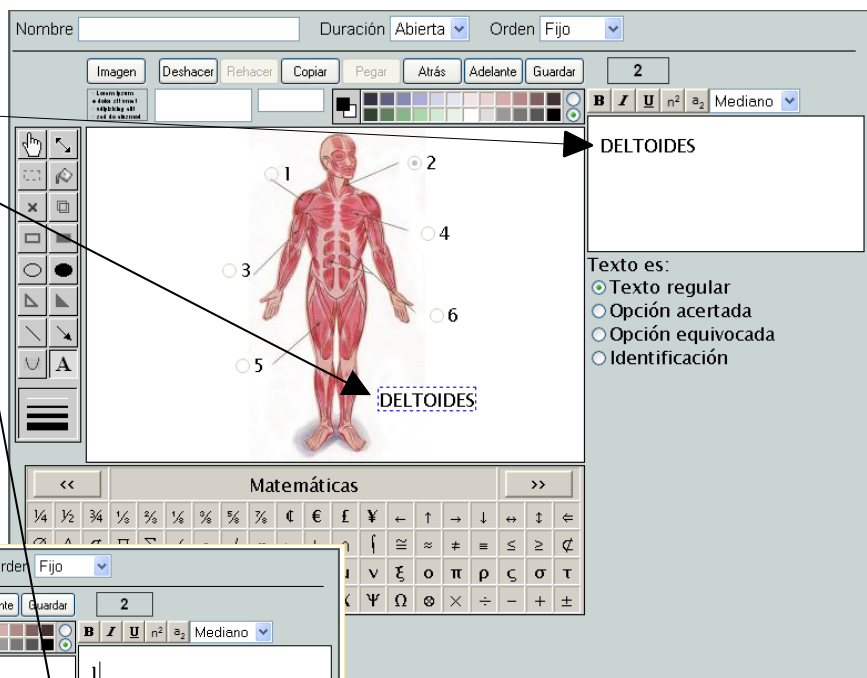 Nombre Duración Abierta Orden Fijo
Imagen Deshacer Rehacer Copiar Pegar Atrás Adelante Guardar 2
B I U n² a₂ Mediano
DELTOIDES
1
2
3
4
5
6
DELTOIDES
A
Texto es:
Texto regular
Opción acertada
Opción equivocada
Identificación
<< Matemáticas >>
¼ ½ ¾ ⅓ ⅔ ⅛ ⅜ ⅝ ⅞ ₵ € £ ¥ ← ↑ → ↓ ↔ ↕ ⇐
≅ ≈ ≠ ≡ ≤ ≥ ⊄
ν ξ ο π ρ ς σ τ
Ψ Ω ⊗ × ÷ − + ±
rden Fijo
nte Guardar 2
B I U n² a₂ Mediano
1